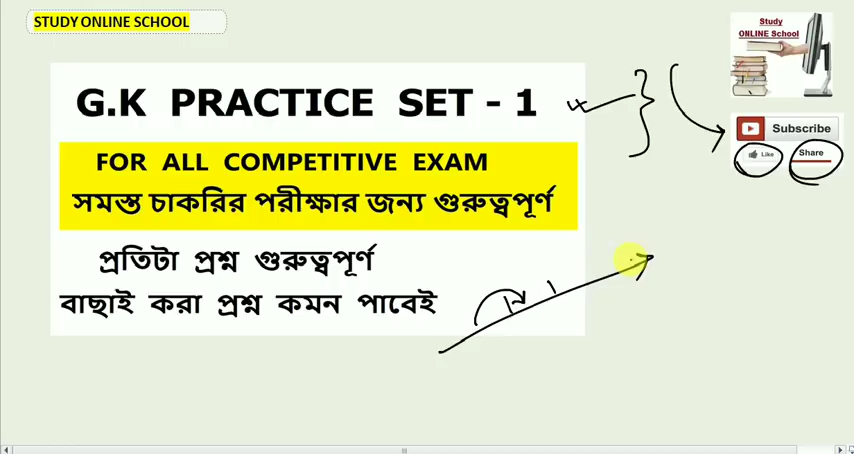 STUDY ONLINE SCHOOL
Study
ONLINE School
G.K PRACTICE SET - 1
Subscribe
Like
Share
FOR ALL COMPETITIVE EXAM
সমস্ত চাকরির পরীক্ষার জন্য গুরুত্বপূর্ণ
প্রতিটা প্রশ্ন গুরুত্বপূর্ণ
বাছাই করা প্রশ্ন কমন পাবেই